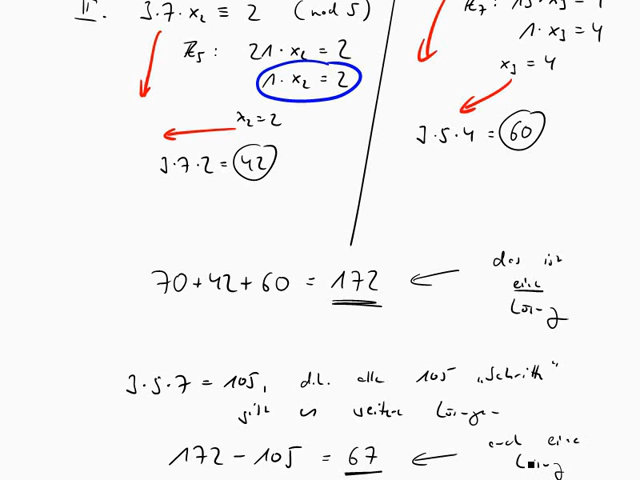 II. 3·7·x₂ ≡ 2 (mod 5)
ℤ₅: 21·x₂ = 2
1·x₂ = 2
x₂=2
3·7·2 = 42
ℤ₇:
1·x₃ = 4
x₃ = 4
3·5·4 = 60
70+42+60 = 172
das ist
eine
Lösung
3·5·7 = 105, d.h. alle 105 „Schritte“
gibt es weitere Lösungen
172 - 105 = 67
auch eine
Lösung